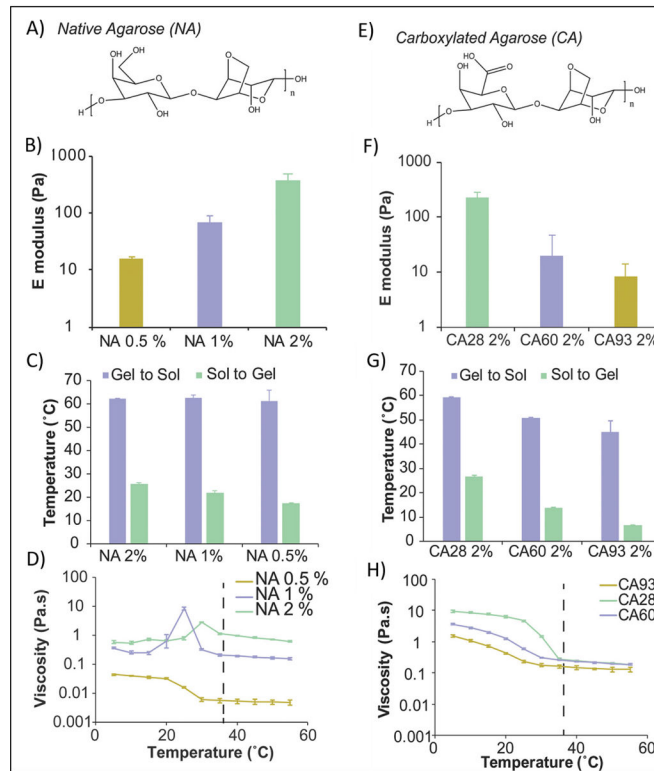 A) Native Agarose (NA)
OH
OH
O
O
O
O
OH
H
O
OH
O
OH
n
B)
E modulus (Pa)
1000
100
10
1
NA 0.5 %
NA 1%
NA 2%
C)
Gel to Sol
Sol to Gel
Temperature (˚C)
70
60
50
40
30
20
10
0
NA 2%
NA 1%
NA 0.5%
D)
NA 0.5 %
NA 1 %
NA 2%
Viscosity (Pa.s)
100
10
1
0.1
0.01
0.001
0
20
40
60
Temperature (˚C)
E) Carboxylated Agarose (CA)
HO
O
OH
O
O
O
O
OH
H
O
OH
O
OH
n
F)
E modulus (Pa)
1000
100
10
1
CA28 2%
CA60 2%
CA93 2%
G)
Gel to Sol
Sol to Gel
Temperature (˚C)
70
60
50
40
30
20
10
0
CA28 2%
CA60 2%
CA93 2%
H)
CA93
CA28
CA60
Viscosity (Pa.s)
100
10
1
0.1
0.01
0.001
0
20
40
60
Temperature (˚C)